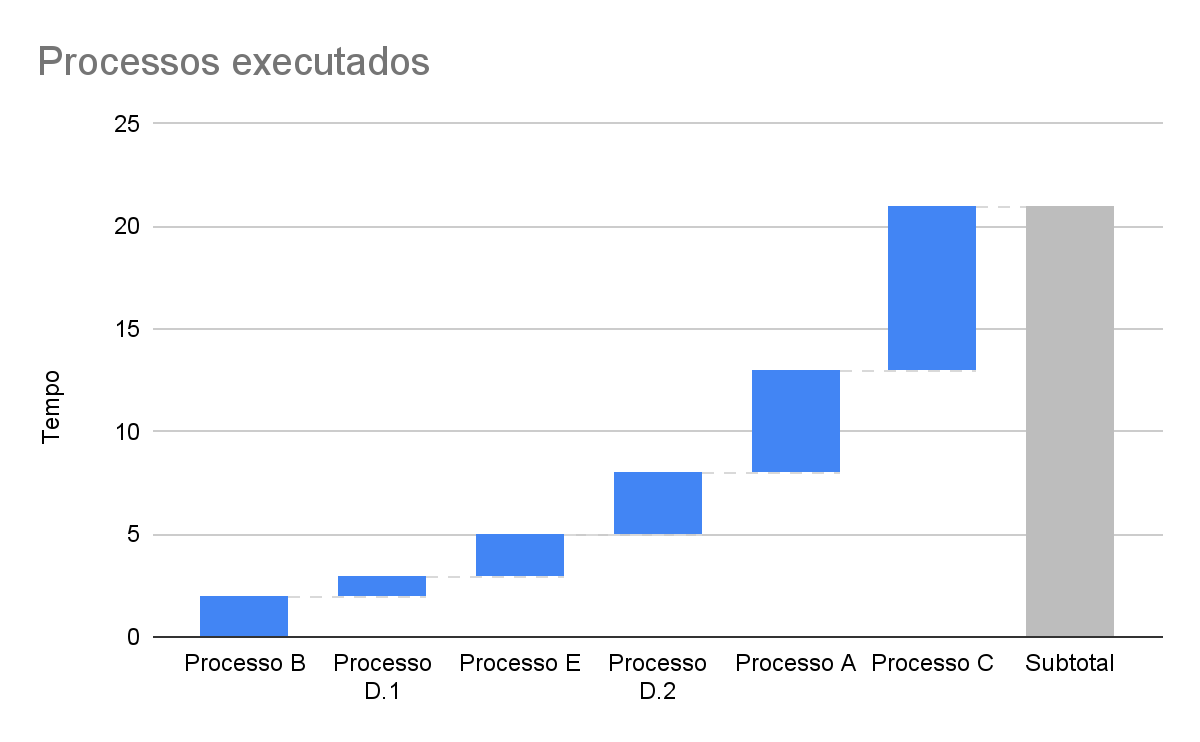 Processos executados
25
20
15
10
5
0
Tempo
Processo B
Processo
D.1
Processo E
Processo
D.2
Processo A
Processo C
Subtotal